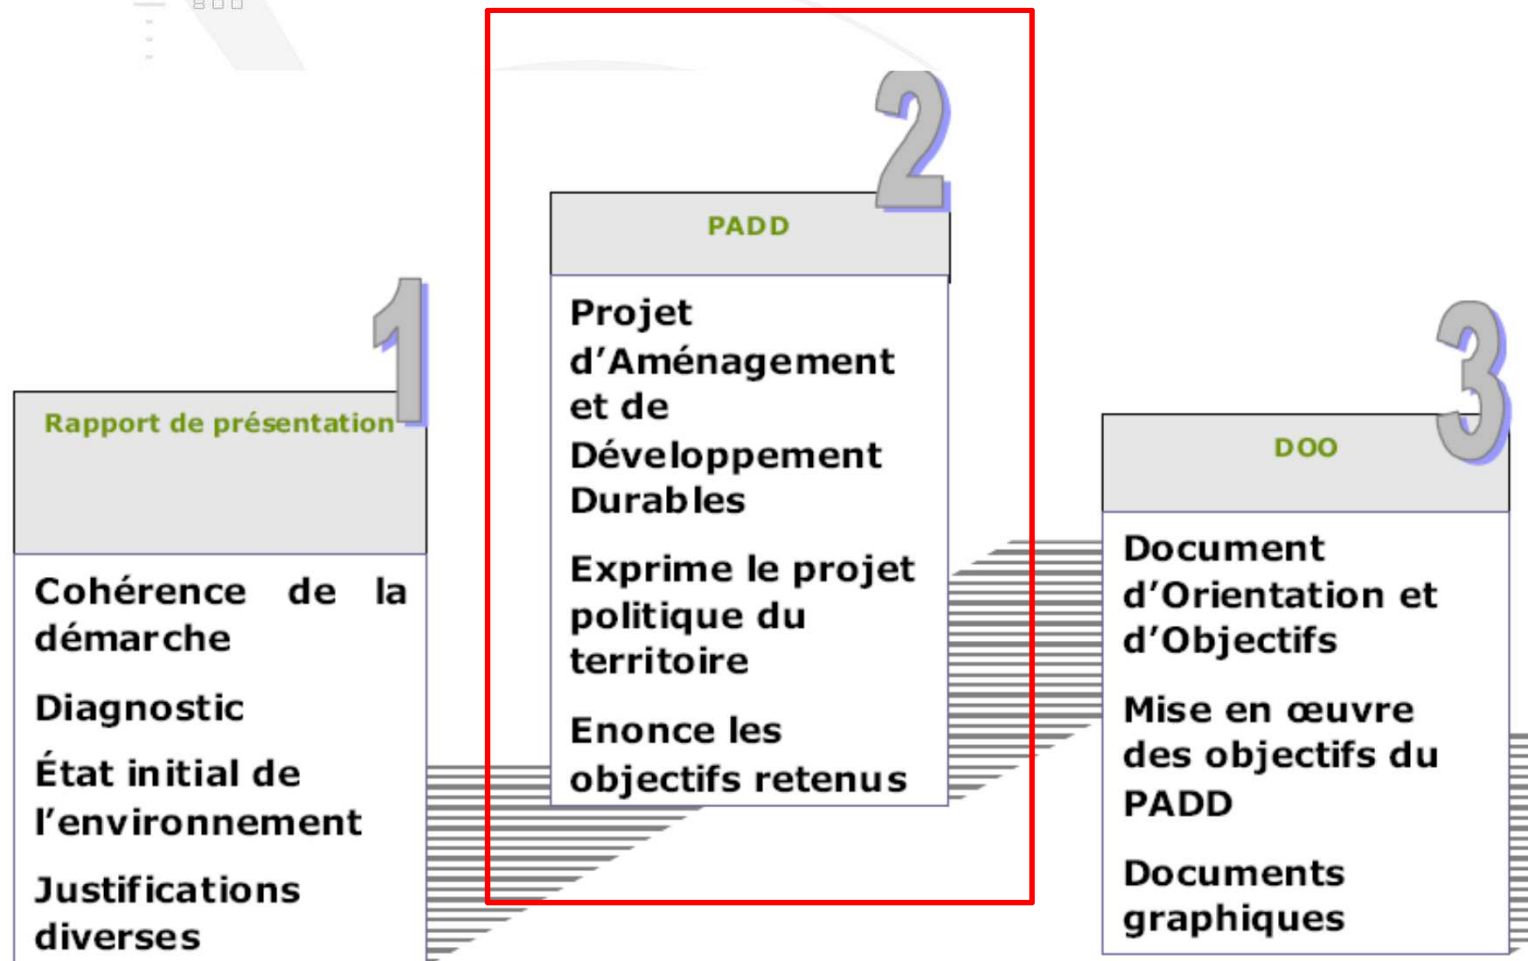 1
Rapport de présentation
Cohérence de la
démarche
Diagnostic
État initial de
l’environnement
Justifications
diverses
2
PADD
Projet
d’Aménagement
et de
Développement
Durables
Exprime le projet
politique du
territoire
Enonce les
objectifs retenus
3
DOO
Document
d’Orientation et
d’Objectifs
Mise en œuvre
des objectifs du
PADD
Documents
graphiques